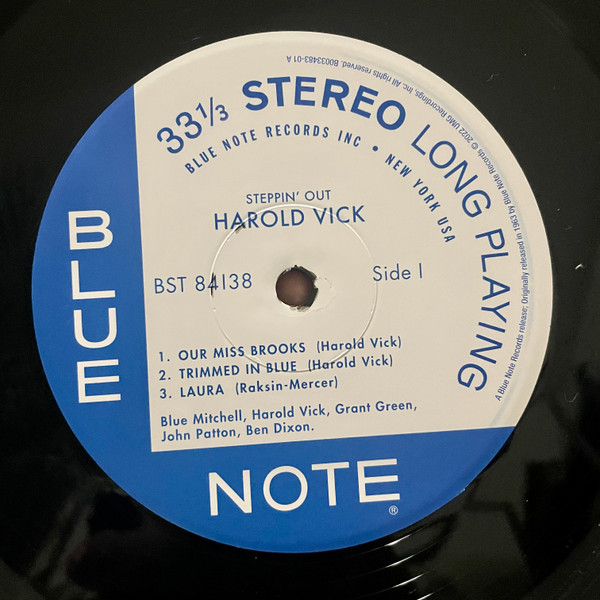 33⅓ STEREO LONG PLAYING
BLUE NOTE RECORDS INC • NEW YORK USA
STEPPIN' OUT
HAROLD VICK
BST 84138
Side 1
1. OUR MISS BROOKS (Harold Vick)
2. TRIMMED IN BLUE (Harold Vick)
3. LAURA (Raksin-Mercer)
Blue Mitchell, Harold Vick, Grant Green,
John Patton, Ben Dixon.
BLUE
NOTE®
A Blue Note Records release; Originally released in 1963 by Blue Note Records © 2022 UMG Recordings, Inc. All rights reserved. B0033483-01 A